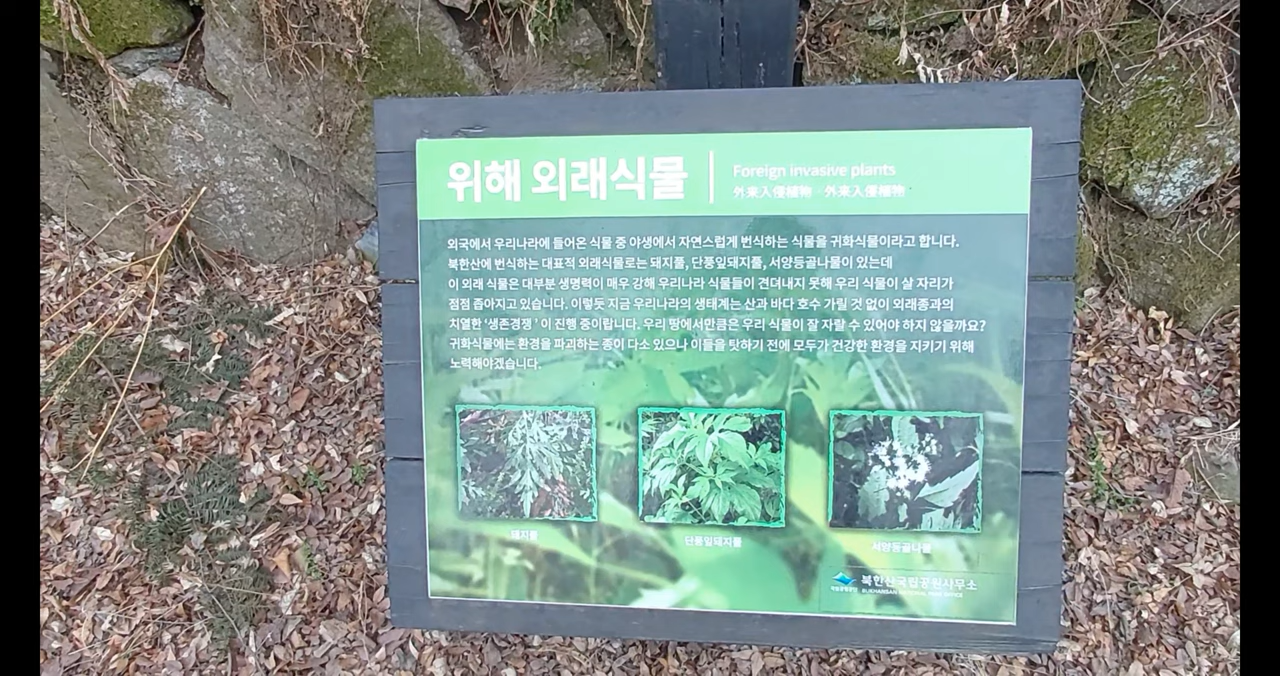 위해 외래식물
Foreign invasive plants
外来入侵植物 · 外来入侵植物
외국에서 우리나라에 들어온 식물 중 야생에서 자연스럽게 번식하는 식물을 귀화식물이라고 합니다.
북한산에 번식하는 대표적 외래식물로는 돼지풀, 단풍잎돼지풀, 서양등골나물이 있는데
이 외래 식물은 대부분 생명력이 매우 강해 우리나라 식물들이 견뎌내지 못해 우리 식물이 살 자리가
점점 좁아지고 있습니다. 이렇듯 지금 우리나라의 생태계는 산과 바다 호수 가릴 것 없이 외래종과의
치열한 '생존경쟁 ' 이 진행 중이랍니다. 우리 땅에서만큼은 우리 식물이 잘 자랄 수 있어야 하지 않을까요?
귀화식물에는 환경을 파괴하는 종이 다소 있으나 이들을 탓하기 전에 모두가 건강한 환경을 지키기 위해
노력해야겠습니다.
돼지풀
단풍잎돼지풀
서양등골나물
국립공원공단
북한산국립공원사무소
BUKHANSAN NATIONAL PARK OFFICE